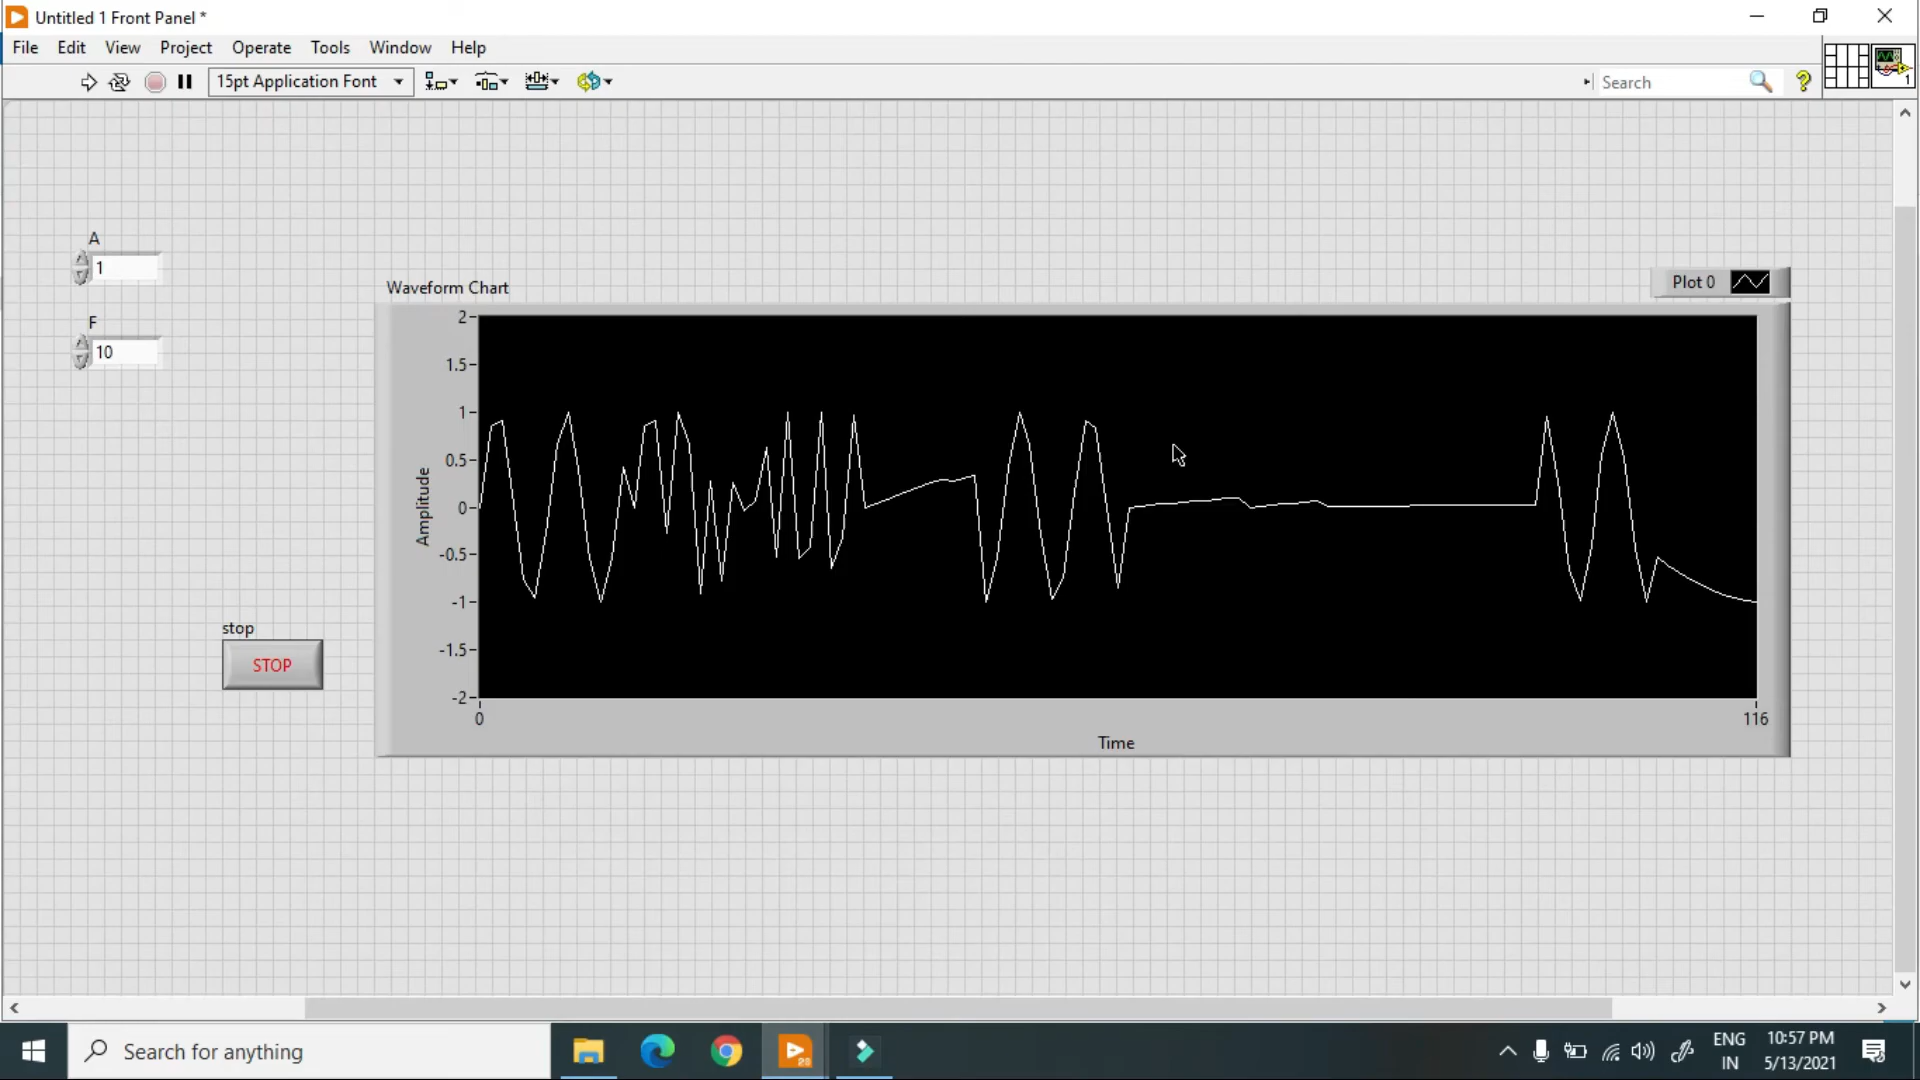 Untitled 1 Front Panel *
File Edit View Project Operate Tools Window Help
15pt Application Font
Search
1
A
1
F
10
stop
STOP
Waveform Chart
Plot 0
2
1.5
1
0.5
0
-0.5
-1
-1.5
-2
Amplitude
0
116
Time
Search for anything
20
ENG
IN
10:57 PM
5/13/2021